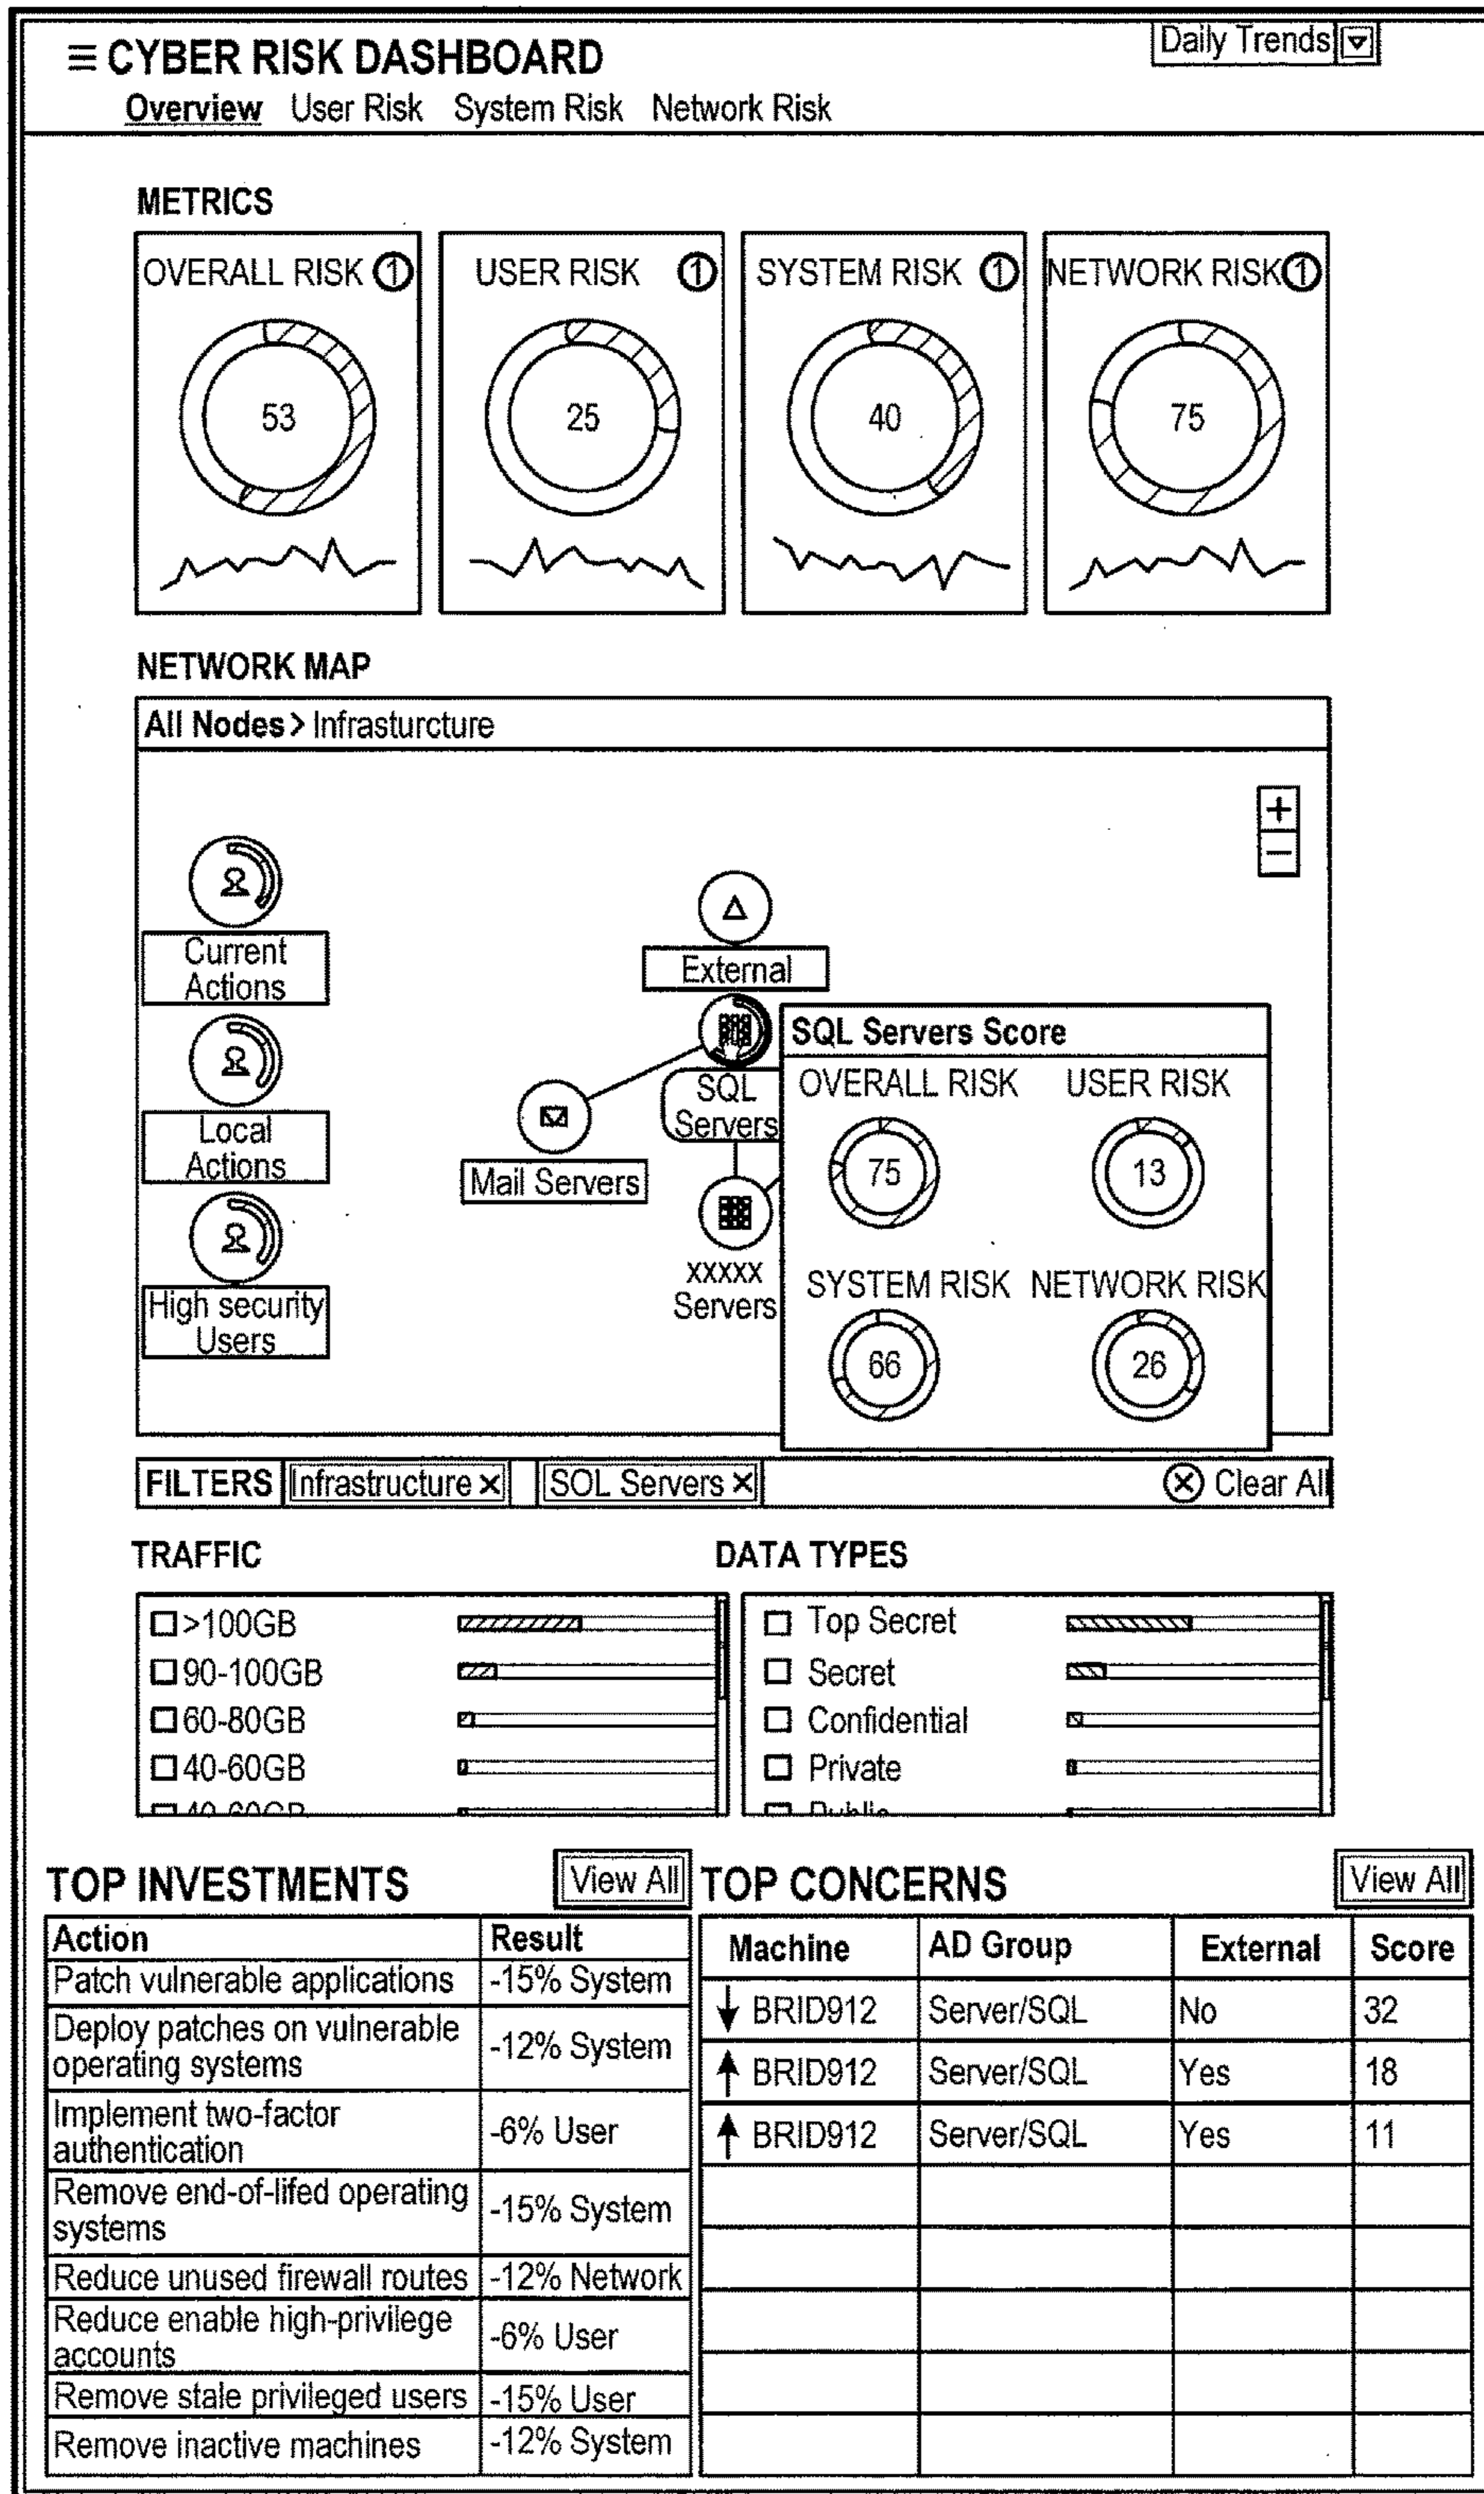 ≡ CYBER RISK DASHBOARD
Daily Trends
Overview User Risk System Risk Network Risk
METRICS
OVERALL RISK 1
53
USER RISK 1
25
SYSTEM RISK 1
40
NETWORK RISK 1
75
NETWORK MAP
All Nodes > Infrasturcture
+
−
Current
Actions
Local
Actions
High security
Users
External
SQL
Servers
Mail Servers
XXXXX
Servers
SQL Servers Score
OVERALL RISK USER RISK
75 13
SYSTEM RISK NETWORK RISK
66 26
FILTERS Infrastructure × SOL Servers × ⊗ Clear All
TRAFFIC
>100GB
90-100GB
60-80GB
40-60GB
40-60GB
DATA TYPES
Top Secret
Secret
Confidential
Private
Public
TOP INVESTMENTS View All
Action Result
Patch vulnerable applications -15% System
Deploy patches on vulnerable
operating systems -12% System
Implement two-factor
authentication -6% User
Remove end-of-lifed operating
systems -15% System
Reduce unused firewall routes -12% Network
Reduce enable high-privilege
accounts -6% User
Remove stale privileged users -15% User
Remove inactive machines -12% System
TOP CONCERNS View All
Machine AD Group External Score
↓ BRID912 Server/SQL No 32
↑ BRID912 Server/SQL Yes 18
↑ BRID912 Server/SQL Yes 11